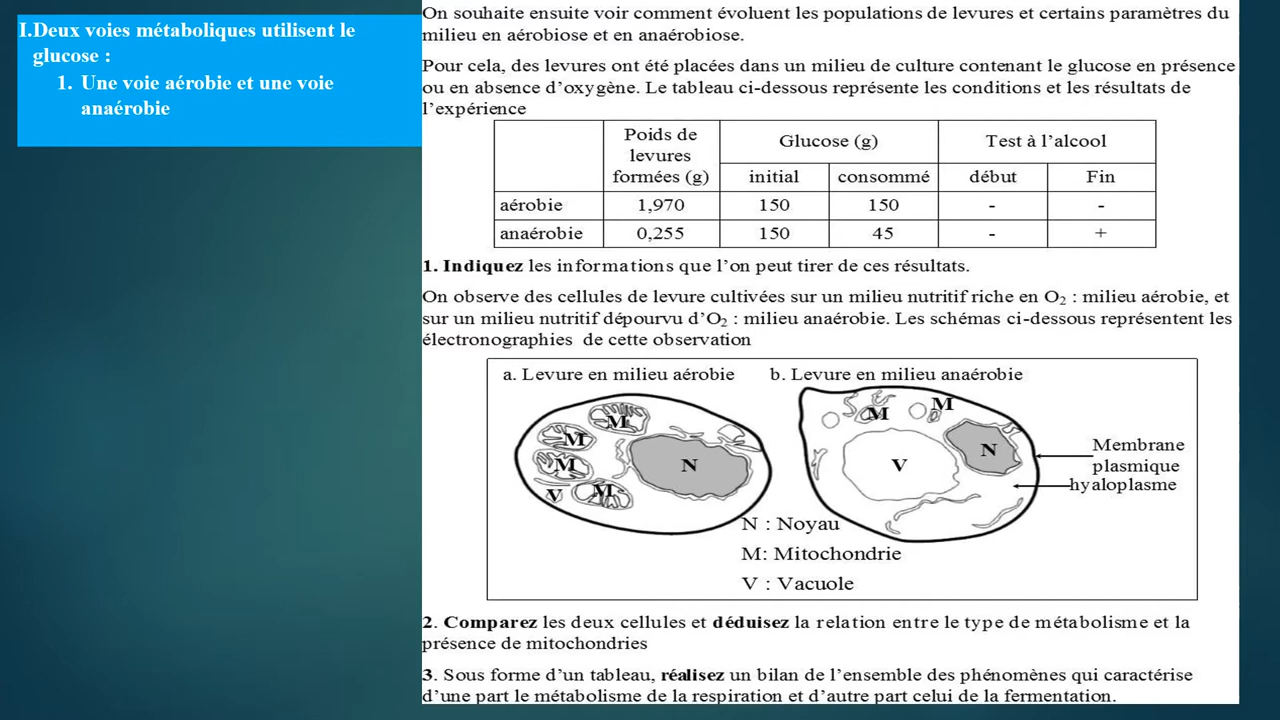 I.Deux voies métaboliques utilisent le
glucose :
1. Une voie aérobie et une voie
anaérobie
On souhaite ensuite voir comment évoluent les populations de levures et certains paramètres du
milieu en aérobiose et en anaérobiose.
Pour cela, des levures ont été placées dans un milieu de culture contenant le glucose en présence
ou en absence d'oxygène. Le tableau ci-dessous représente les conditions et les résultats de
l'expérience
Poids de levures formées (g) Glucose (g) Test à l'alcool
initial consommé début Fin
aérobie 1,970 150 150 - -
anaérobie 0,255 150 45 - +
1. Indiquez les informations que l'on peut tirer de ces résultats.
On observe des cellules de levure cultivées sur un milieu nutritif riche en O₂ : milieu aérobie, et
sur un milieu nutritif dépourvu d'O₂ : milieu anaérobie. Les schémas ci-dessous représentent les
électronographies de cette observation
a. Levure en milieu aérobie b. Levure en milieu anaérobie
M M M
M N
M N V
V M
Membrane
plasmique
hyaloplasme
N : Noyau
M: Mitochondrie
V : Vacuole
2. Comparez les deux cellules et déduisez la relation entre le type de métabolisme et la
présence de mitochondries
3. Sous forme d'un tableau, réalisez un bilan de l'ensemble des phénomènes qui caractérise
d'une part le métabolisme de la respiration et d'autre part celui de la fermentation.